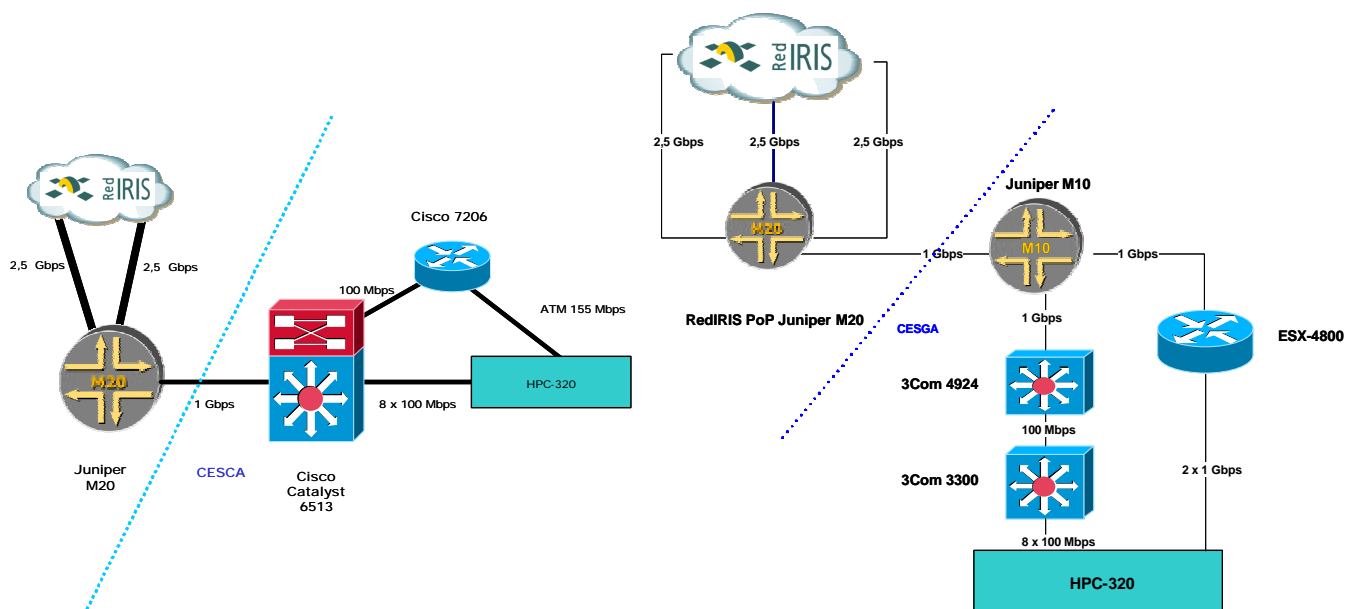 Red IRIS
2,5 Gbps
2,5 Gbps
M20
Juniper
M20
1 Gbps
CESCA
Cisco 7206
100 Mbps
ATM 155 Mbps
HPC-320
8 x 100 Mbps
Cisco
Catalyst
6513
Red IRIS
2,5 Gbps
2,5 Gbps
2,5 Gbps
M20
RedIRIS PoP Juniper M20
1 Gbps
CESGA
Juniper M10
M10
1 Gbps
1 Gbps
ESX-4800
3Com 4924
100 Mbps
3Com 3300
2 x 1 Gbps
8 x 100 Mbps
HPC-320